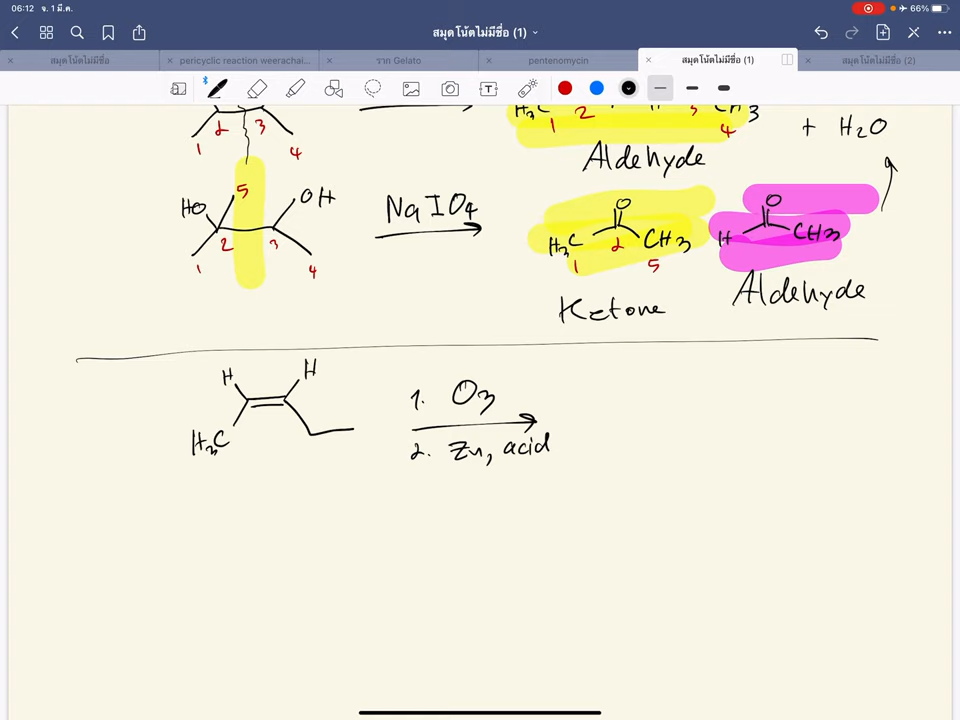 06:12 จ. 1 มี.ค. 66%
สมุดโน้ตไม่มีชื่อ (1)
สมุดโน้ตไม่มีชื่อ pericyclic reaction weerachai... ราก Gelato pentenomycin สมุดโน้ตไม่มีชื่อ (1) สมุดโน้ตไม่มีชื่อ (2)
H3C 1 2 H 3 CH3 4
1 2 3 4
+ H2O
Aldehyde
HO 5 OH
1 2 3 4
NaIO4
O
H3C 2 CH3
1 5
O
H CH3
Ketone
Aldehyde
H H
H3C
1. O3
2. Zn, acid